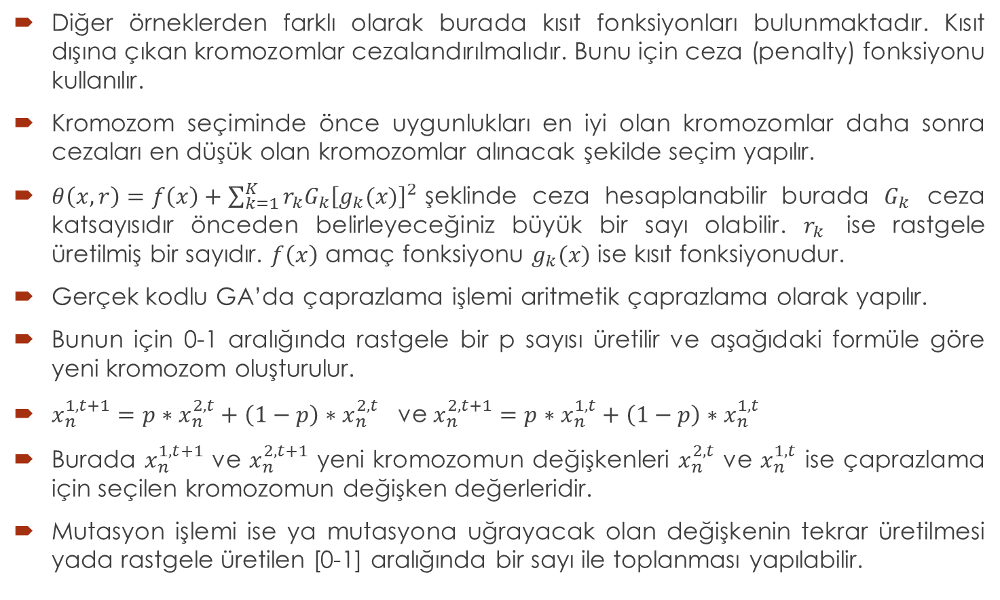 Diğer örneklerden farklı olarak burada kısıt fonksiyonları bulunmaktadır. Kısıt
dışına çıkan kromozomlar cezalandırılmalıdır. Bunu için ceza (penalty) fonksiyonu
kullanılır.
Kromozom seçiminde önce uygunlukları en iyi olan kromozomlar daha sonra
cezaları en düşük olan kromozomlar alınacak şekilde seçim yapılır.
$\theta(x,r) = f(x) + \sum_{k=1}^{K} r_k G_k [g_k(x)]^2$ şeklinde ceza hesaplanabilir burada $G_k$ ceza
katsayısıdır önceden belirleyeceğiniz büyük bir sayı olabilir. $r_k$ ise rastgele
üretilmiş bir sayıdır. $f(x)$ amaç fonksiyonu $g_k(x)$ ise kısıt fonksiyonudur.
Gerçek kodlu GA’da çaprazlama işlemi aritmetik çaprazlama olarak yapılır.
Bunun için 0-1 aralığında rastgele bir p sayısı üretilir ve aşağıdaki formüle göre
yeni kromozom oluşturulur.
$x_n^{1,t+1} = p * x_n^{2,t} + (1 - p) * x_n^{2,t}$ ve $x_n^{2,t+1} = p * x_n^{1,t} + (1 - p) * x_n^{1,t}$
Burada $x_n^{1,t+1}$ ve $x_n^{2,t+1}$ yeni kromozomun değişkenleri $x_n^{2,t}$ ve $x_n^{1,t}$ ise çaprazlama
için seçilen kromozomun değişken değerleridir.
Mutasyon işlemi ise ya mutasyona uğrayacak olan değişkenin tekrar üretilmesi
yada rastgele üretilen [0-1] aralığında bir sayı ile toplanması yapılabilir.